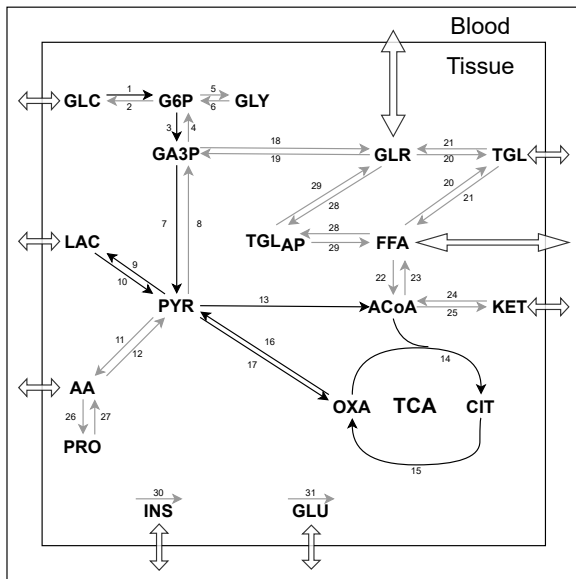 Blood
Tissue
GLC 1 2 G6P 5 6 GLY
3 4
GA3P 18 19 GLR 21 20 TGL
29 28 20 21
7 8
LAC TGLAP 28 29 FFA
9 10 22 23
PYR 13 ACoA 24 25 KET
11 12 16 17 14
AA OXA TCA CIT
26 27
PRO 15
30 31
INS GLU